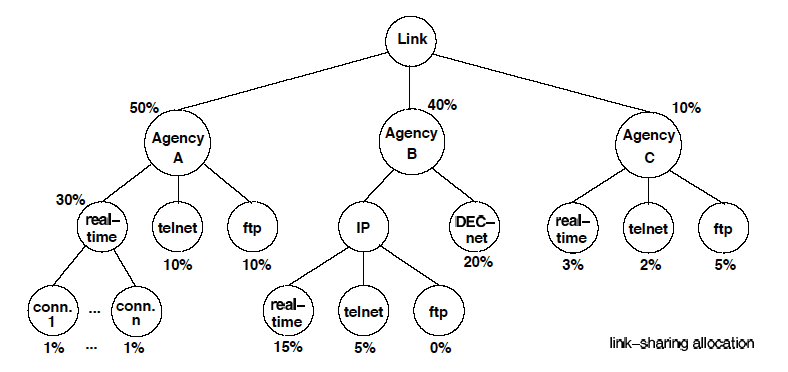 Link
50%
40%
10%
Agency
A
Agency
B
Agency
C
30%
real–
time
telnet
ftp
IP
DEC–
net
real–
time
telnet
ftp
10%
10%
20%
3%
2%
5%
conn.
1
...
conn.
n
real–
time
telnet
ftp
1%
...
1%
15%
5%
0%
link–sharing allocation